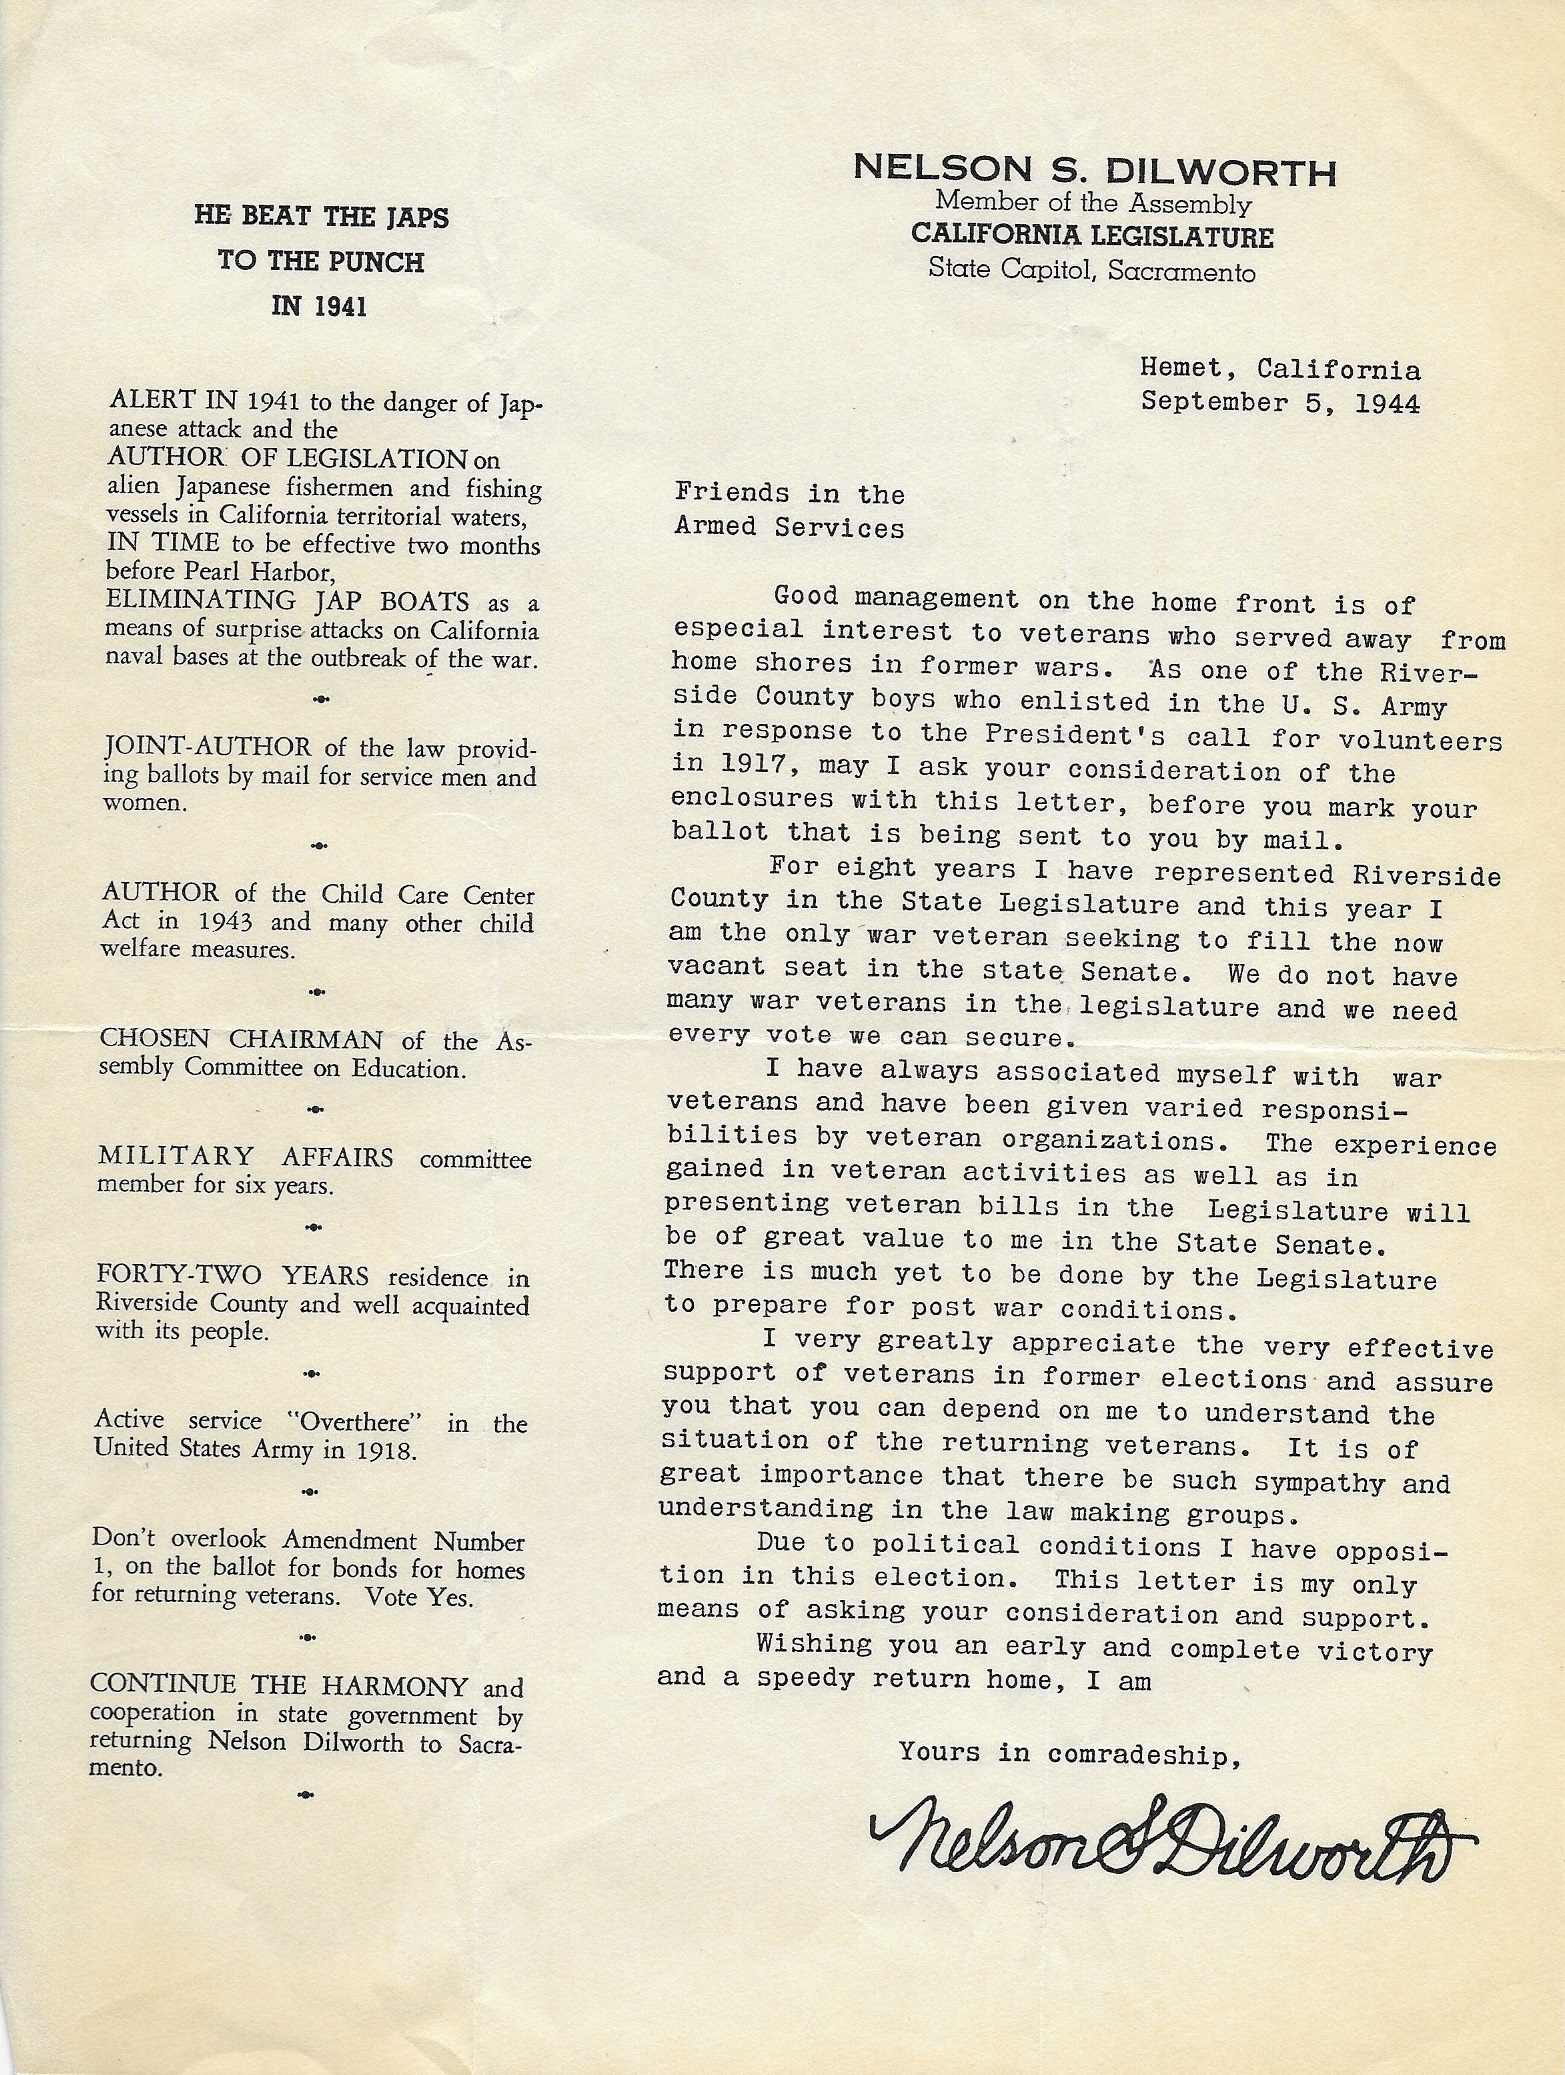 HE BEAT THE JAPS
TO THE PUNCH
IN 1941
ALERT IN 1941 to the danger of Jap-
anese attack and the
AUTHOR OF LEGISLATION on
alien Japanese fishermen and fishing
vessels in California territorial waters,
IN TIME to be effective two months
before Pearl Harbor,
ELIMINATING JAP BOATS as a
means of surprise attacks on California
naval bases at the outbreak of the war.
JOINT-AUTHOR of the law provid-
ing ballots by mail for service men and
women.
AUTHOR of the Child Care Center
Act in 1943 and many other child
welfare measures.
CHOSEN CHAIRMAN of the As-
sembly Committee on Education.
MILITARY AFFAIRS committee
member for six years.
FORTY-TWO YEARS residence in
Riverside County and well acquainted
with its people.
Active service "Overthere" in the
United States Army in 1918.
Don't overlook Amendment Number
1, on the ballot for bonds for homes
for returning veterans. Vote Yes.
CONTINUE THE HARMONY and
cooperation in state government by
returning Nelson Dilworth to Sacra-
mento.
NELSON S. DILWORTH
Member of the Assembly
CALIFORNIA LEGISLATURE
State Capitol, Sacramento
Hemet, California
September 5, 1944
Friends in the
Armed Services
Good management on the home front is of
especial interest to veterans who served away from
home shores in former wars. As one of the River-
side County boys who enlisted in the U. S. Army
in response to the President's call for volunteers
in 1917, may I ask your consideration of the
enclosures with this letter, before you mark your
ballot that is being sent to you by mail.
For eight years I have represented Riverside
County in the State Legislature and this year I
am the only war veteran seeking to fill the now
vacant seat in the state Senate. We do not have
many war veterans in the legislature and we need
every vote we can secure.
I have always associated myself with war
veterans and have been given varied responsi-
bilities by veteran organizations. The experience
gained in veteran activities as well as in
presenting veteran bills in the Legislature will
be of great value to me in the State Senate.
There is much yet to be done by the Legislature
to prepare for post war conditions.
I very greatly appreciate the very effective
support of veterans in former elections and assure
you that you can depend on me to understand the
situation of the returning veterans. It is of
great importance that there be such sympathy and
understanding in the law making groups.
Due to political conditions I have opposi-
tion in this election. This letter is my only
means of asking your consideration and support.
Wishing you an early and complete victory
and a speedy return home, I am
Yours in comradeship,
Nelson S Dilworth